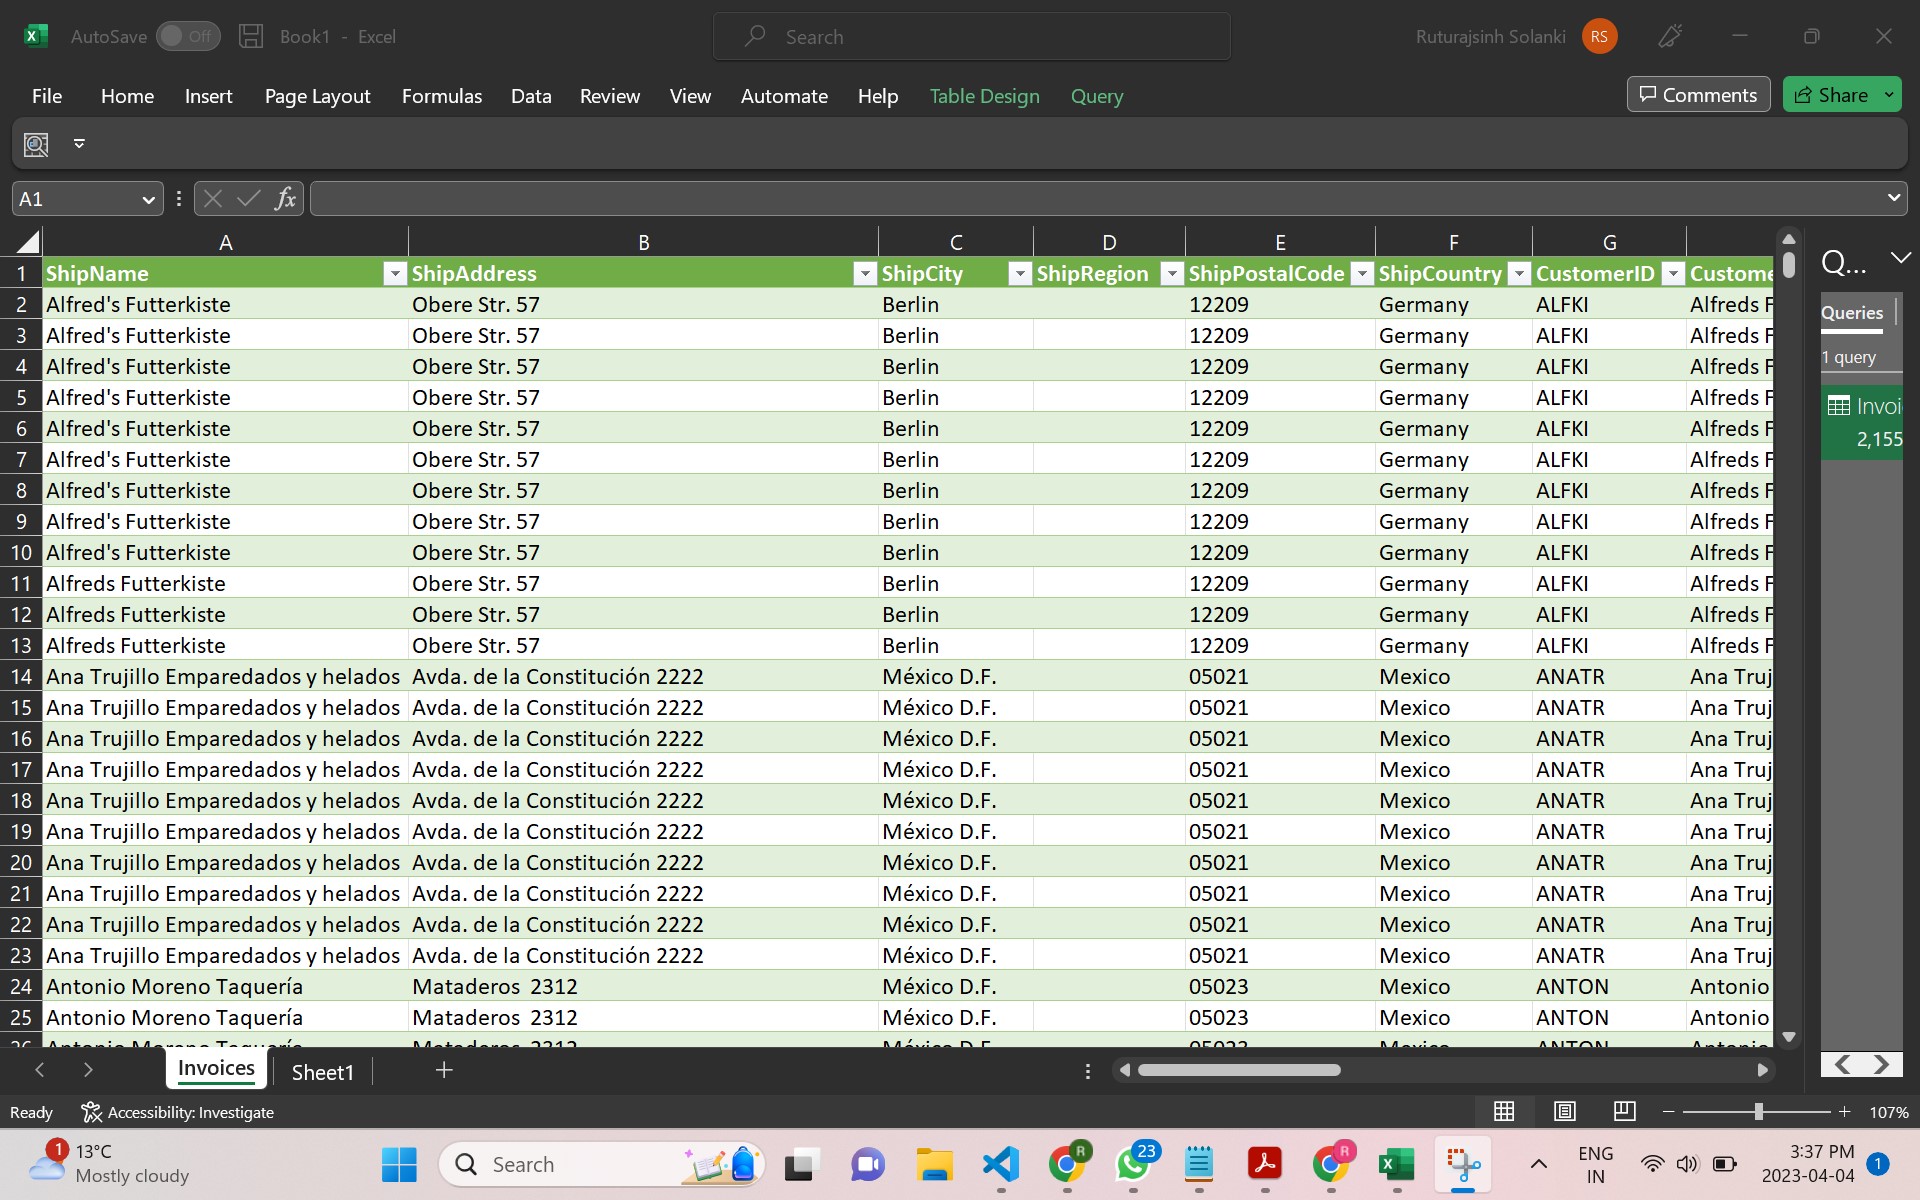 AutoSave Off Book1 - Excel Search Ruturajsinh Solanki RS
File Home Insert Page Layout Formulas Data Review View Automate Help Table Design Query Comments Share
A1 fx
A B C D E F G
1 ShipName ShipAddress ShipCity ShipRegion ShipPostalCode ShipCountry CustomerID Custome
2 Alfred's Futterkiste Obere Str. 57 Berlin 12209 Germany ALFKI Alfreds F
3 Alfred's Futterkiste Obere Str. 57 Berlin 12209 Germany ALFKI Alfreds F
4 Alfred's Futterkiste Obere Str. 57 Berlin 12209 Germany ALFKI Alfreds F
5 Alfred's Futterkiste Obere Str. 57 Berlin 12209 Germany ALFKI Alfreds F
6 Alfred's Futterkiste Obere Str. 57 Berlin 12209 Germany ALFKI Alfreds F
7 Alfred's Futterkiste Obere Str. 57 Berlin 12209 Germany ALFKI Alfreds F
8 Alfred's Futterkiste Obere Str. 57 Berlin 12209 Germany ALFKI Alfreds F
9 Alfred's Futterkiste Obere Str. 57 Berlin 12209 Germany ALFKI Alfreds F
10 Alfred's Futterkiste Obere Str. 57 Berlin 12209 Germany ALFKI Alfreds F
11 Alfreds Futterkiste Obere Str. 57 Berlin 12209 Germany ALFKI Alfreds F
12 Alfreds Futterkiste Obere Str. 57 Berlin 12209 Germany ALFKI Alfreds F
13 Alfreds Futterkiste Obere Str. 57 Berlin 12209 Germany ALFKI Alfreds F
14 Ana Trujillo Emparedados y helados Avda. de la Constitución 2222 México D.F. 05021 Mexico ANATR Ana Truj
15 Ana Trujillo Emparedados y helados Avda. de la Constitución 2222 México D.F. 05021 Mexico ANATR Ana Truj
16 Ana Trujillo Emparedados y helados Avda. de la Constitución 2222 México D.F. 05021 Mexico ANATR Ana Truj
17 Ana Trujillo Emparedados y helados Avda. de la Constitución 2222 México D.F. 05021 Mexico ANATR Ana Truj
18 Ana Trujillo Emparedados y helados Avda. de la Constitución 2222 México D.F. 05021 Mexico ANATR Ana Truj
19 Ana Trujillo Emparedados y helados Avda. de la Constitución 2222 México D.F. 05021 Mexico ANATR Ana Truj
20 Ana Trujillo Emparedados y helados Avda. de la Constitución 2222 México D.F. 05021 Mexico ANATR Ana Truj
21 Ana Trujillo Emparedados y helados Avda. de la Constitución 2222 México D.F. 05021 Mexico ANATR Ana Truj
22 Ana Trujillo Emparedados y helados Avda. de la Constitución 2222 México D.F. 05021 Mexico ANATR Ana Truj
23 Ana Trujillo Emparedados y helados Avda. de la Constitución 2222 México D.F. 05021 Mexico ANATR Ana Truj
24 Antonio Moreno Taquería Mataderos 2312 México D.F. 05023 Mexico ANTON Antonio
25 Antonio Moreno Taquería Mataderos 2312 México D.F. 05023 Mexico ANTON Antonio
Q...
Queries
1 query
Invoi
2,155
Invoices Sheet1
Ready Accessibility: Investigate 107%
1 13°C
Mostly cloudy
Search
R 23 R
ENG
IN
3:37 PM
2023-04-04
1